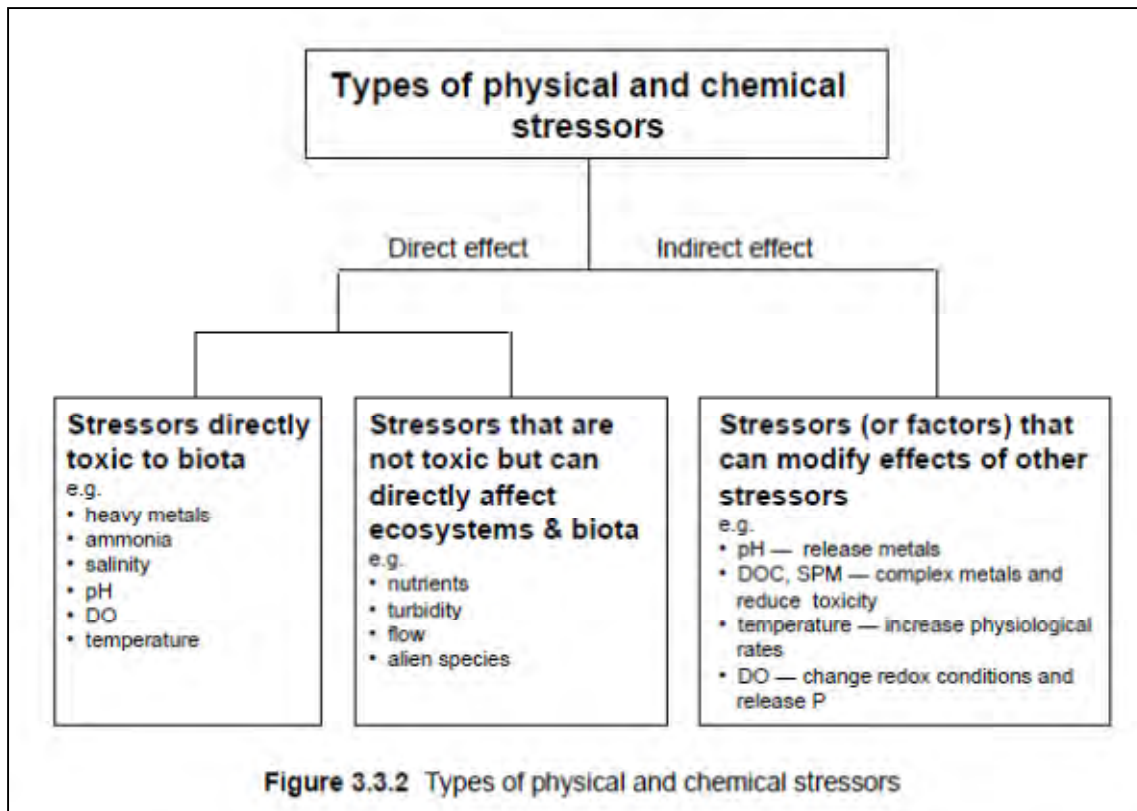 Types of physical and chemical
stressors
Direct effect
Indirect effect
Stressors directly
toxic to biota
e.g.
• heavy metals
• ammonia
• salinity
• pH
• DO
• temperature
Stressors that are
not toxic but can
directly affect
ecosystems & biota
e.g.
• nutrients
• turbidity
• flow
• alien species
Stressors (or factors) that
can modify effects of other
stressors
e.g.
• pH — release metals
• DOC, SPM — complex metals and
reduce toxicity
• temperature — increase physiological
rates
• DO — change redox conditions and
release P
Figure 3.3.2 Types of physical and chemical stressors